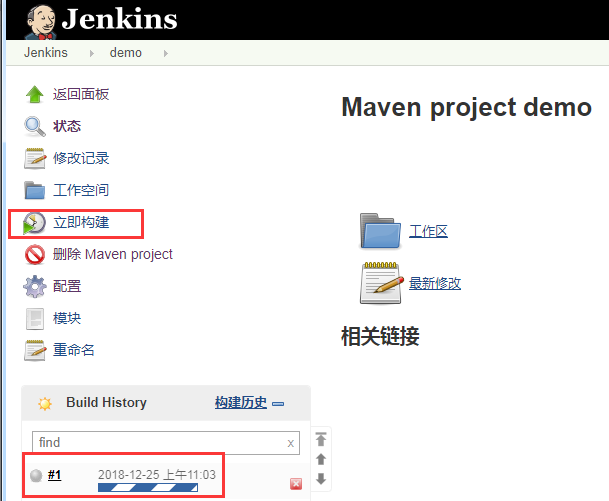 Jenkins
Jenkins demo
返回面板
状态
修改记录
工作空间
立即构建
删除 Maven project
配置
模块
重命名
Build History 构建历史
find x
#1 2018-12-25 上午11:03
Maven project demo
工作区
最新修改
相关链接